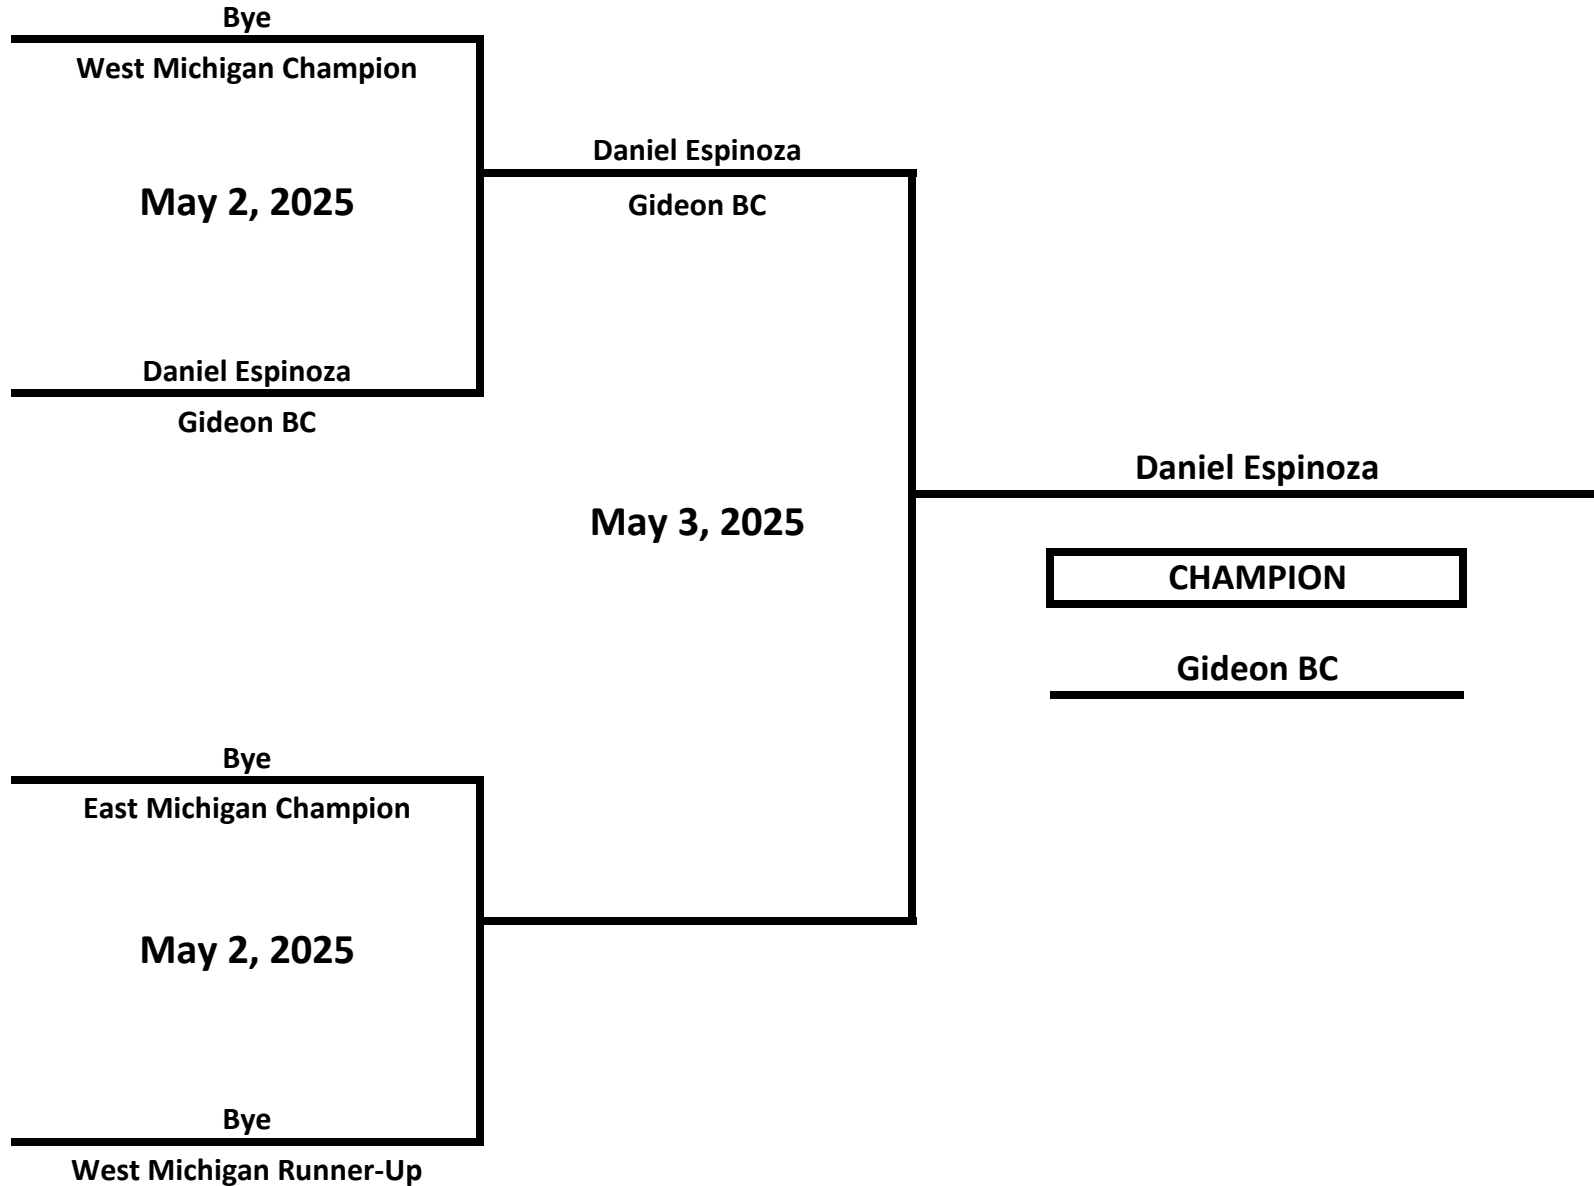 Bye
West Michigan Champion
May 2, 2025
Daniel Espinoza
Gideon BC
Daniel Espinoza
Gideon BC
May 3, 2025
Daniel Espinoza
CHAMPION
Gideon BC
Bye
East Michigan Champion
May 2, 2025
Bye
West Michigan Runner-Up